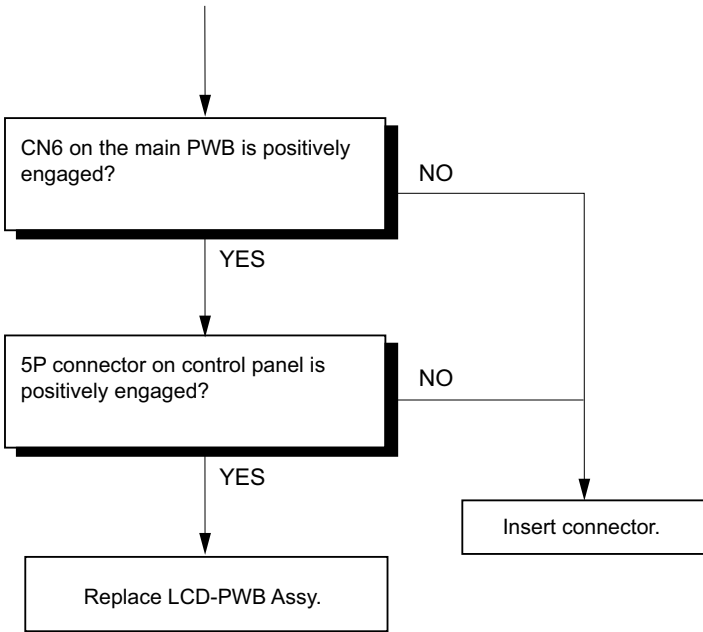 CN6 on the main PWB is positively
engaged?
NO
YES
5P connector on control panel is
positively engaged?
NO
YES
Insert connector.
Replace LCD-PWB Assy.